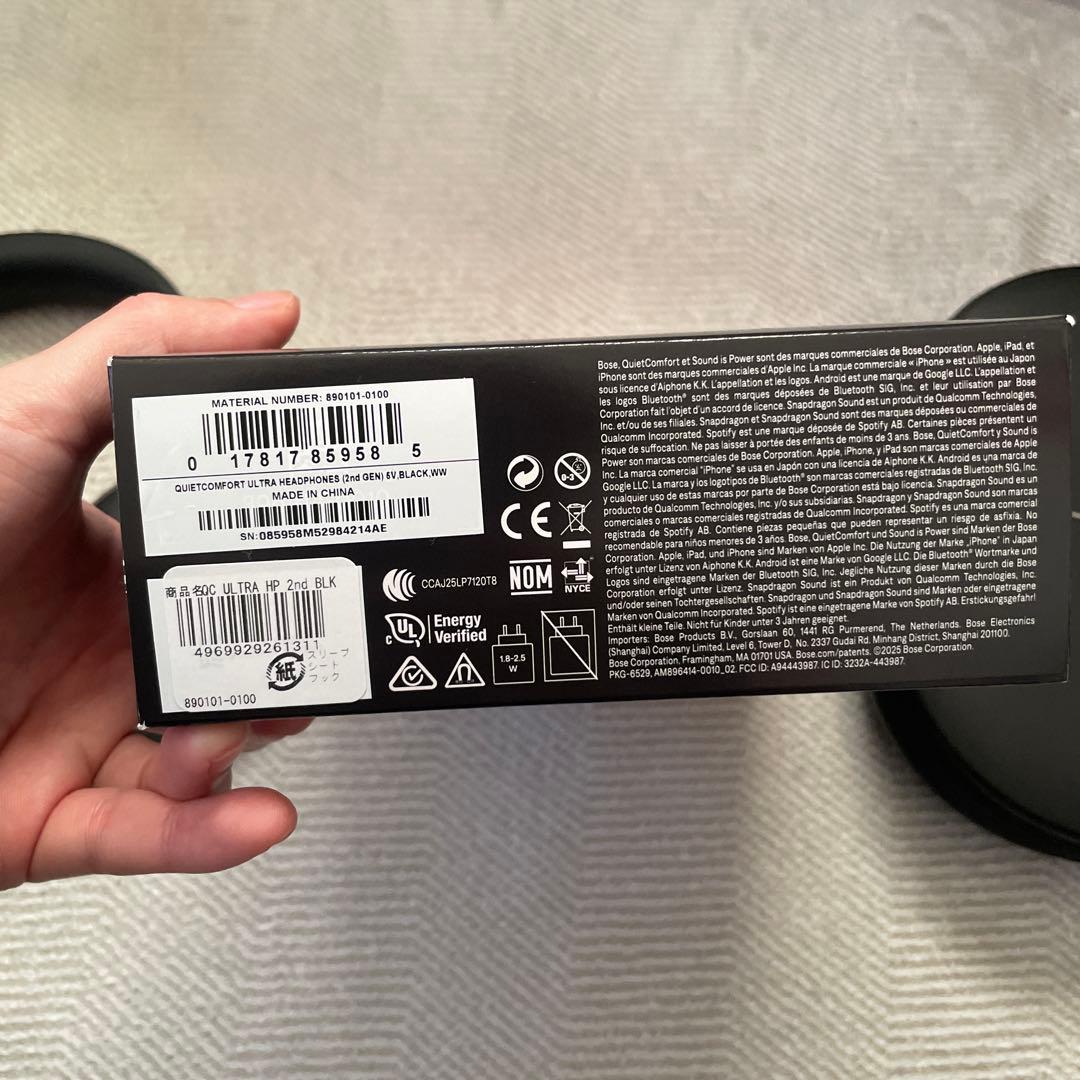 MATERIAL NUMBER: 890101-0100
0 17817 85958 5
QUIETCOMFORT ULTRA HEADPHONES (2nd GEN) 6V,BLACK,WW
MADE IN CHINA
SN:085958M52984214AE
商品名QC ULTRA HP 2nd BLK
4969929261311
紙
スリーブ
シート
フック
890101-0100
0-3
CE
CCAJ25LP7120T8
NOM
NYCE
c UL
Energy
Verified
1.8-2.5
W
Bose, QuietComfort et Sound is Power sont des marques commerciales de Bose Corporation. Apple, iPad, et
iPhone sont des marques commerciales d'Apple Inc. La marque commerciale « iPhone » est utilisée au Japon
sous licence d'Aiphone K.K. L'appellation et les logos. Android est une marque de Google LLC. L'appellation et
les logos Bluetooth® sont des marques déposées de Bluetooth SIG, Inc. et leur utilisation par Bose
Corporation fait l'objet d'un accord de licence. Snapdragon Sound est un produit de Qualcomm Technologies,
Inc. et/ou de ses filiales. Snapdragon et Snapdragon Sound sont des marques déposées ou commerciales de
Qualcomm Incorporated. Spotify est une marque déposée de Spotify AB. Certaines pièces présentent un
risque de suffocation. Ne pas laisser à portée des enfants de moins de 3 ans. Bose, QuietComfort y Sound is
Power son marcas comerciales de Bose Corporation. Apple, iPhone, y iPad son marcas comerciales de Apple
Inc. La marca comercial "iPhone" se usa en Japón con una licencia de Aiphone K.K. Android es una marca de
Google LLC. La marca y los logotipos de Bluetooth® son marcas comerciales registradas de Bluetooth SIG, Inc.
y cualquier uso de estas marcas por parte de Bose Corporation está bajo licencia. Snapdragon Sound es un
producto de Qualcomm Technologies, Inc. y/o sus subsidiarias. Snapdragon y Snapdragon Sound son marcas
comerciales o marcas comerciales registradas de Qualcomm Incorporated. Spotify es una marca comercial
registrada de Spotify AB. Contiene piezas pequeñas que pueden representar un riesgo de asfixia. No
recomendable para niños menores de 3 años. Bose, QuietComfort und Sound is Power sind Marken der Bose
Corporation. Apple, iPad, und iPhone sind Marken von Apple Inc. Die Nutzung der Marke „iPhone“ in Japan
erfolgt unter Lizenz von Aiphone K.K. Android ist eine Marke von Google LLC. Die Bluetooth® Wortmarke und
Logos sind eingetragene Marken der Bluetooth SIG, Inc. Jegliche Nutzung dieser Marken durch die Bose
Corporation erfolgt unter Lizenz. Snapdragon Sound ist ein Produkt von Qualcomm Technologies, Inc.
und/oder seinen Tochtergesellschaften. Snapdragon und Snapdragon Sound sind Marken oder eingetragene
Marken von Qualcomm Incorporated. Spotify ist eine eingetragene Marke von Spotify AB. Erstickungsgefahr!
Enthält kleine Teile. Nicht für Kinder unter 3 Jahren geeignet.
Importers: Bose Products B.V., Gorslaan 60, 1441 RG Purmerend, The Netherlands. Bose Electronics
(Shanghai) Company Limited, Level 6, Tower D, No. 2337 Gudai Rd. Minhang District, Shanghai 201100.
Bose Corporation, Framingham, MA 01701 USA. Bose.com/patents. ©2025 Bose Corporation.
PKG-6529, AM896414-0010_02. FCC ID: A94443987. IC ID: 3232A-443987.